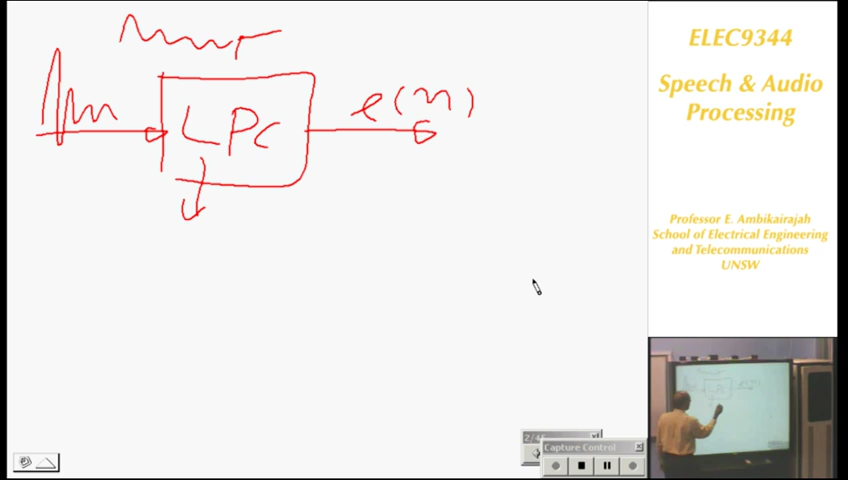 LPC
e(n)
ELEC9344
Speech & Audio
Processing
Professor E. Ambikairajah
School of Electrical Engineering
and Telecommunications
UNSW
Capture Control